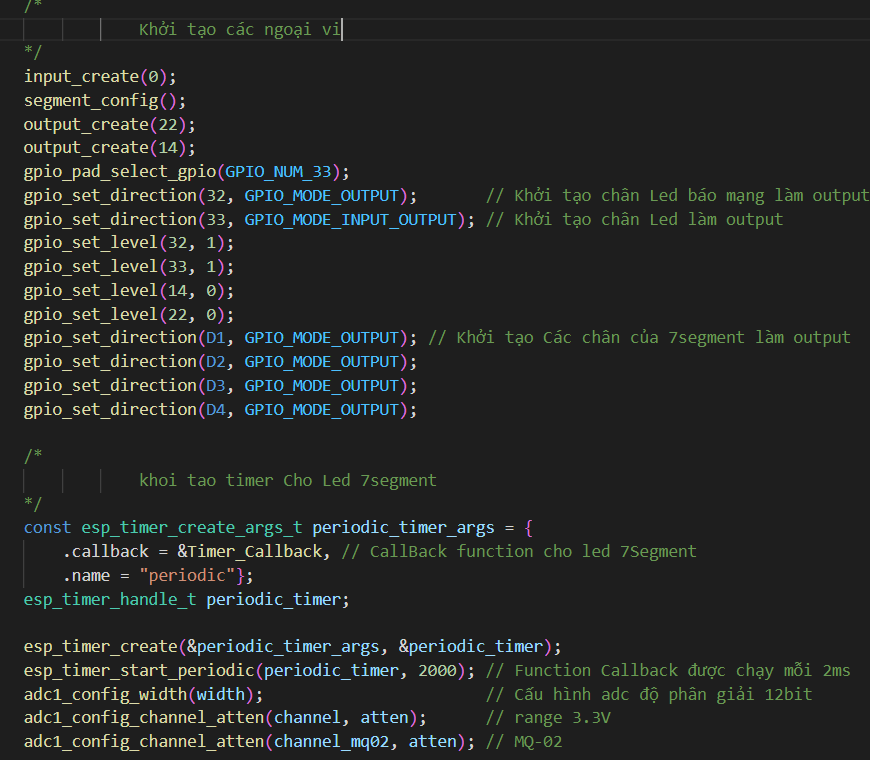 /*
Khởi tạo các ngoại vi
*/
input_create(0);
segment_config();
output_create(22);
output_create(14);
gpio_pad_select_gpio(GPIO_NUM_33);
gpio_set_direction(32, GPIO_MODE_OUTPUT); // Khởi tạo chân Led báo mạng làm output
gpio_set_direction(33, GPIO_MODE_INPUT_OUTPUT); // Khởi tạo chân Led làm output
gpio_set_level(32, 1);
gpio_set_level(33, 1);
gpio_set_level(14, 0);
gpio_set_level(22, 0);
gpio_set_direction(D1, GPIO_MODE_OUTPUT); // Khởi tạo Các chân của 7segment làm output
gpio_set_direction(D2, GPIO_MODE_OUTPUT);
gpio_set_direction(D3, GPIO_MODE_OUTPUT);
gpio_set_direction(D4, GPIO_MODE_OUTPUT);
/*
khoi tao timer Cho Led 7segment
*/
const esp_timer_create_args_t periodic_timer_args = {
.callback = &Timer_Callback, // CallBack function cho led 7Segment
.name = "periodic"};
esp_timer_handle_t periodic_timer;
esp_timer_create(&periodic_timer_args, &periodic_timer);
esp_timer_start_periodic(periodic_timer, 2000); // Function Callback được chạy mỗi 2ms
adc1_config_width(width); // Cấu hình adc độ phân giải 12bit
adc1_config_channel_atten(channel, atten); // range 3.3V
adc1_config_channel_atten(channel_mq02, atten); // MQ-02